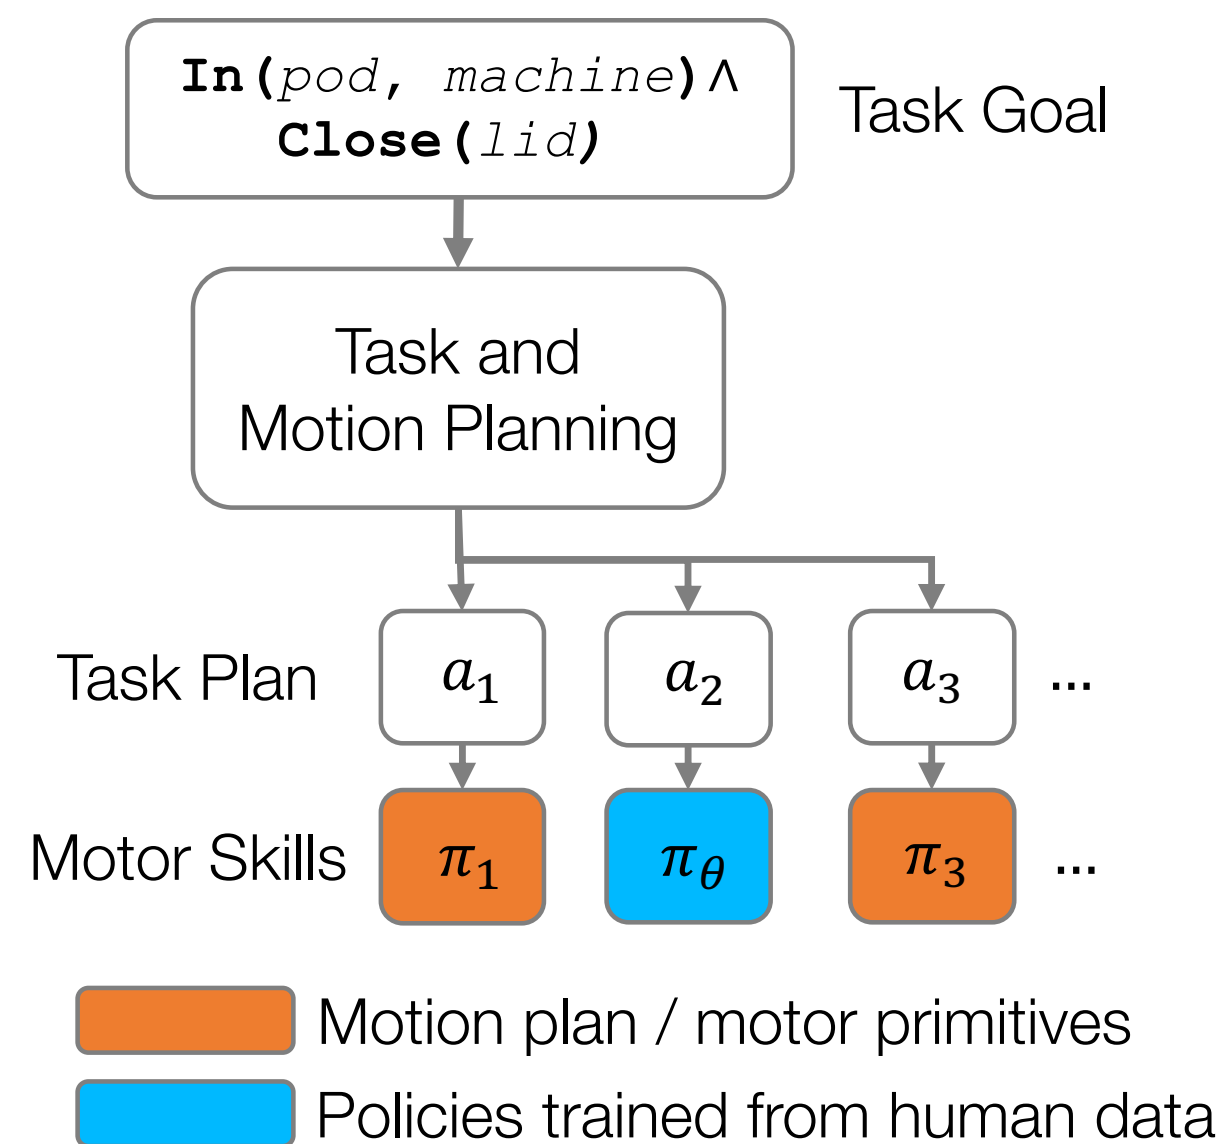 In(pod, machine)∧
Close(lid)
Task Goal
Task and
Motion Planning
Task Plan
a₁
a₂
a₃
...
Motor Skills
π₁
π_θ
π₃
...
Motion plan / motor primitives
Policies trained from human data